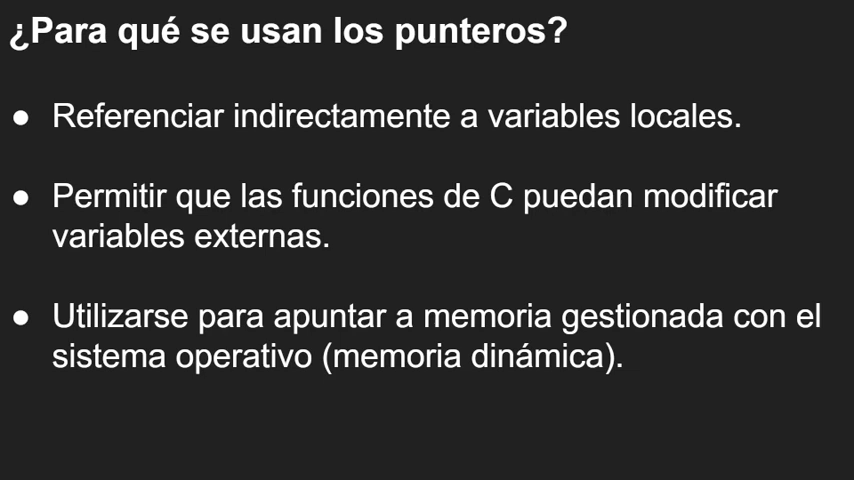 ¿Para qué se usan los punteros?
● Referenciar indirectamente a variables locales.
● Permitir que las funciones de C puedan modificar
variables externas.
● Utilizarse para apuntar a memoria gestionada con el
sistema operativo (memoria dinámica).